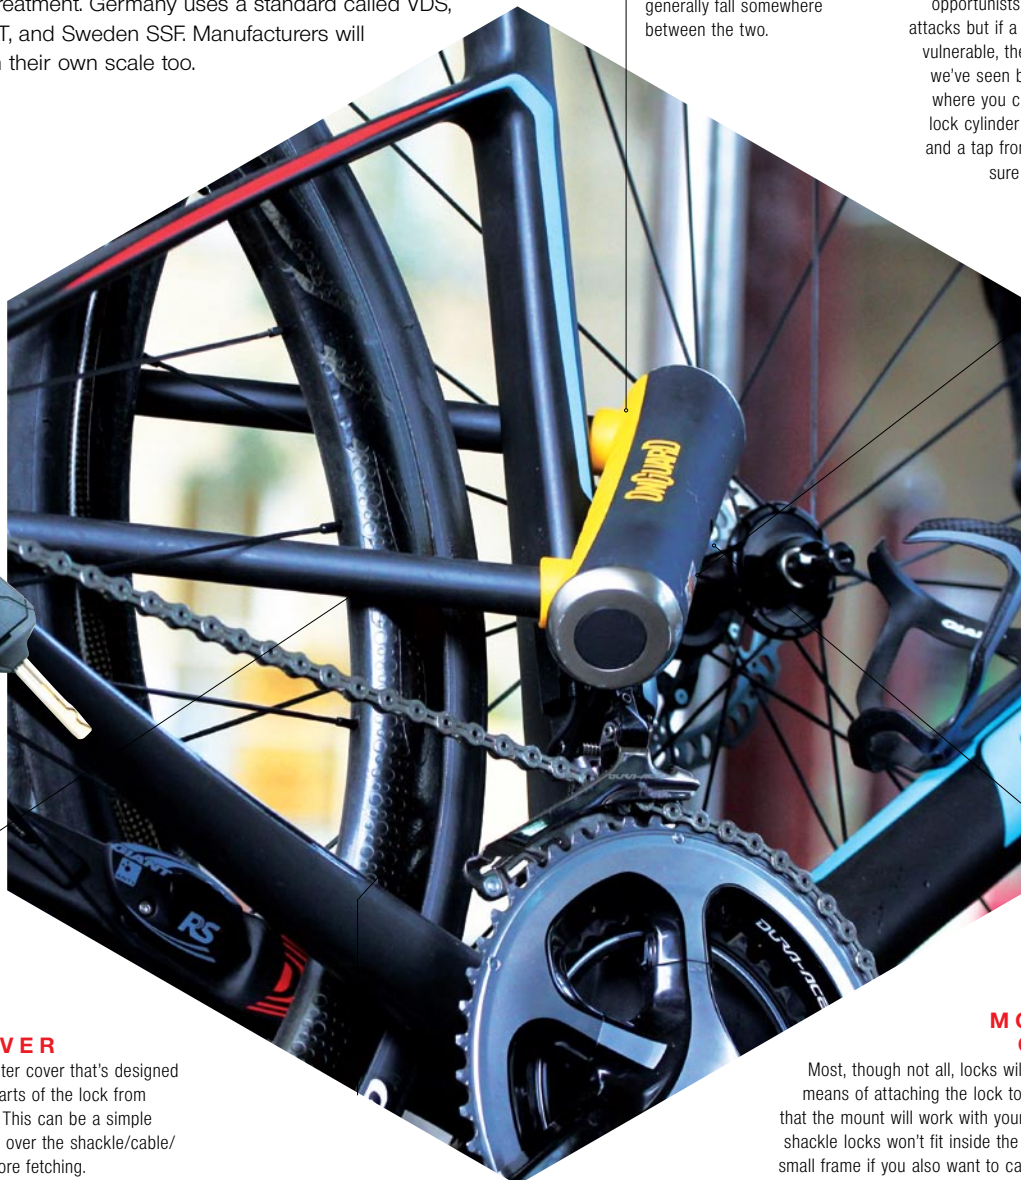 reatment. Germany uses a standard called VDS,
T, and Sweden SSF. Manufacturers will
their own scale too.
generally fall somewhere
between the two.
opportunists
attacks but if a
vulnerable, the
we've seen b
where you c
lock cylinder
and a tap fro
sure
ONGUARD
GIANT
DURA-ACE
GIANT
RS
DURA-ACE
VER
ter cover that's designed
arts of the lock from
This can be a simple
over the shackle/cable/
ore fetching.
MO
Most, though not all, locks wil
means of attaching the lock to
that the mount will work with your
shackle locks won't fit inside the
small frame if you also want to ca